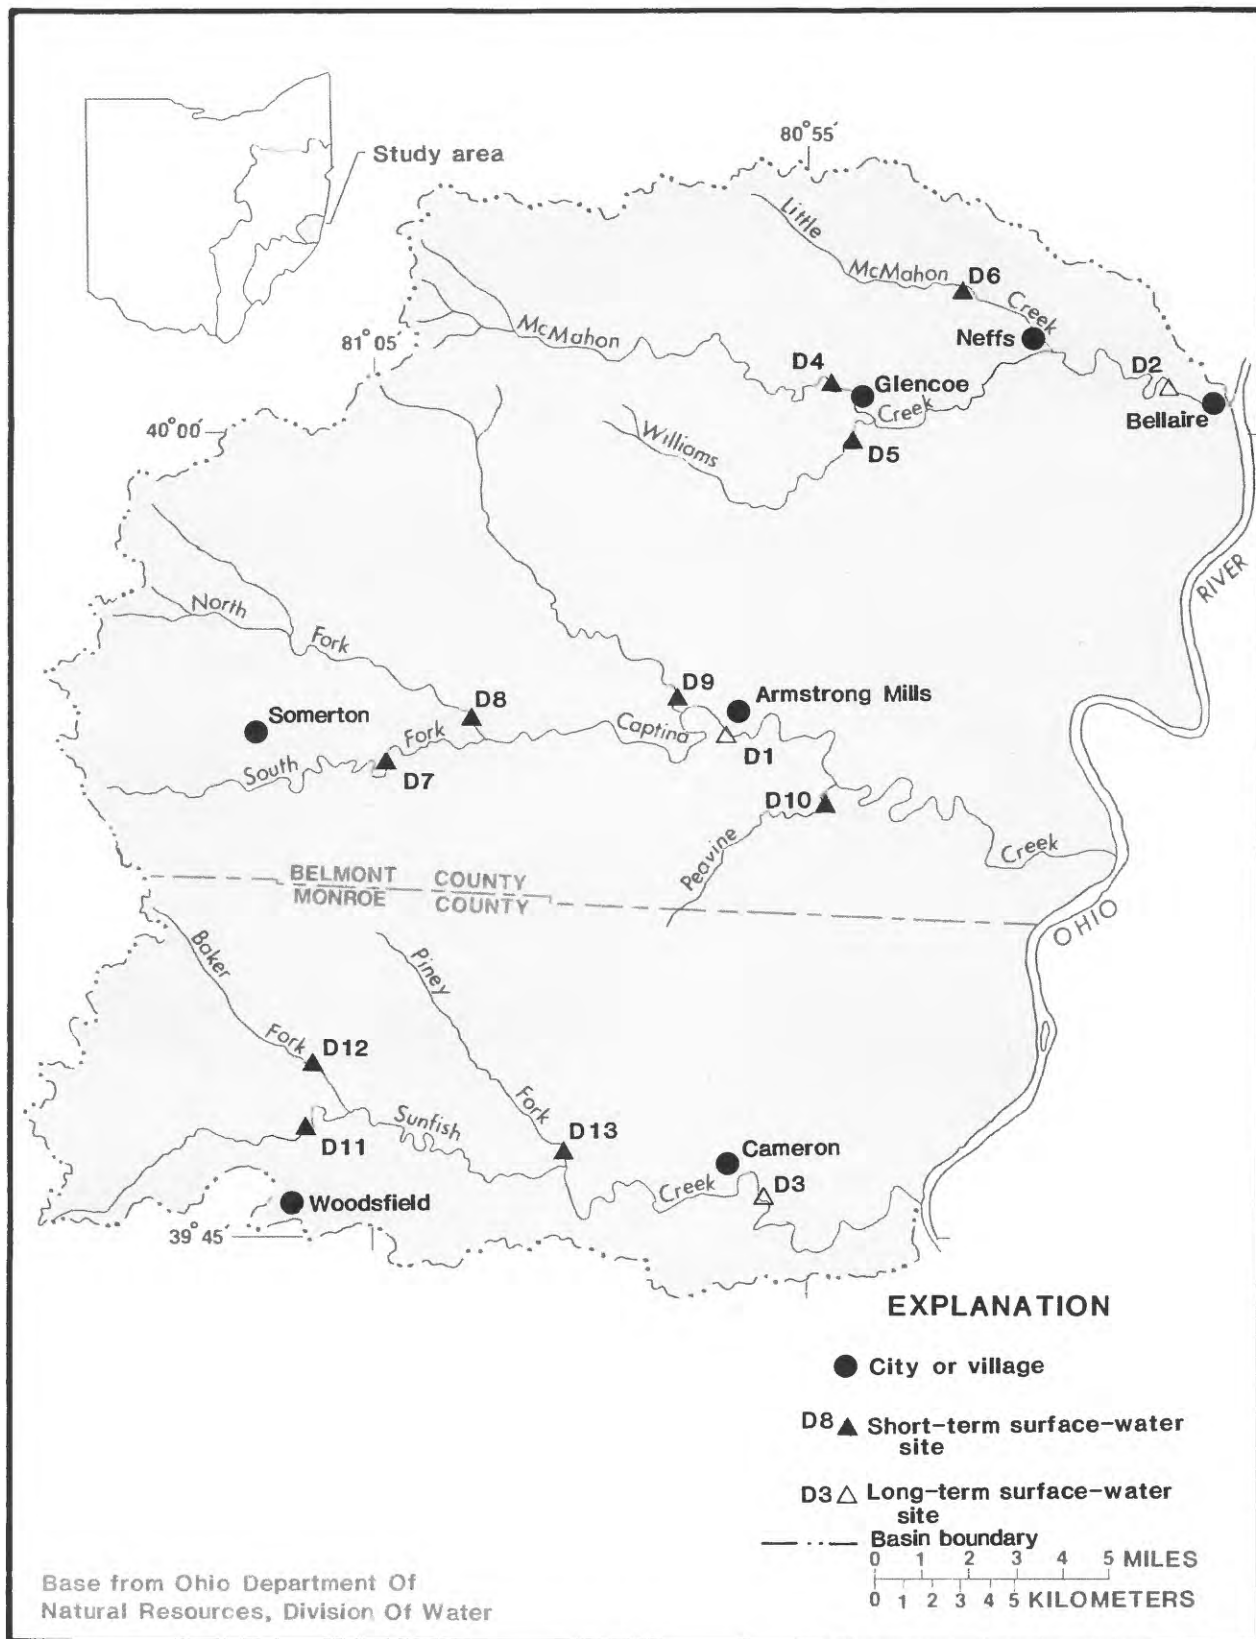 80°55′
Study area
Little
McMahon
Creek
D6
McMahon
Neffs
81°05′
D4
Glencoe
D2
Creek
Bellaire
40°00′
Williams
D5
RIVER
North
Fork
D9
Armstrong Mills
D8
Somerton
Fork
Captina
D1
South
D7
D10
Peavine
Creek
BELMONT COUNTY
MONROE COUNTY
OHIO
Baker
Piney
Fork
D12
Fork
Sunfish
D13
D11
Cameron
Creek
D3
Woodsfield
39°45′
EXPLANATION
City or village
D8 Short-term surface-water
site
D3 Long-term surface-water
site
Basin boundary
0 1 2 3 4 5 MILES
0 1 2 3 4 5 KILOMETERS
Base from Ohio Department Of
Natural Resources, Division Of Water